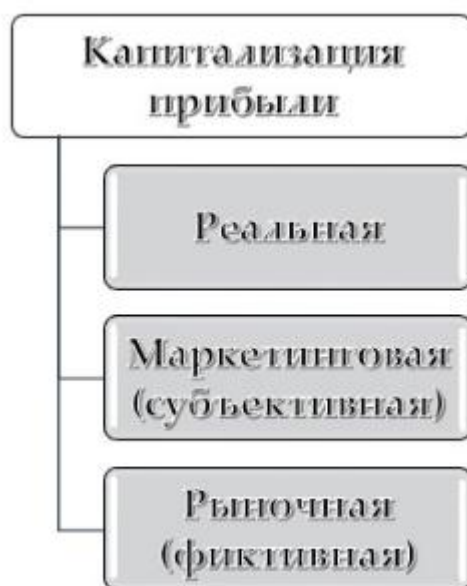 Капитализация
прибыли
Реальная
Маркетинговая
(субъективная)
Рыночная
(фиктивная)